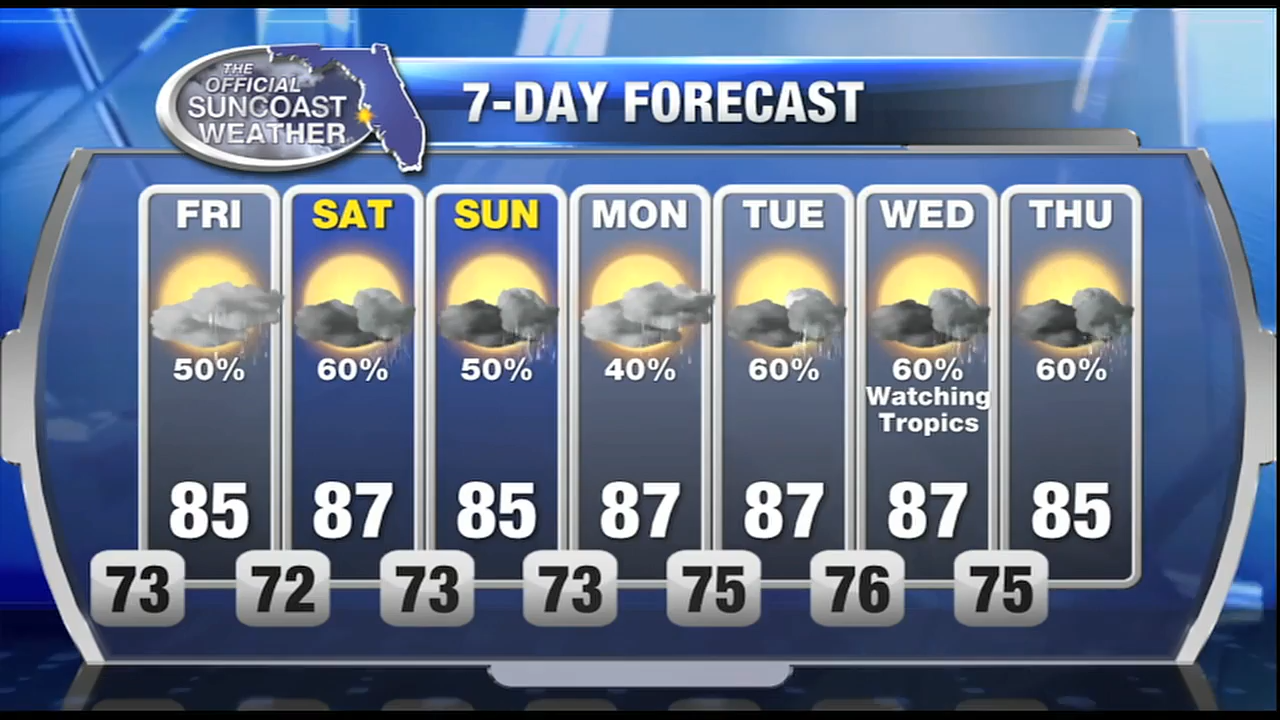 THE
OFFICIAL
SUNCOAST
WEATHER
7-DAY FORECAST
FRI SAT SUN MON TUE WED THU
50% 60% 50% 40% 60% 60% 60%
Watching
Tropics
85 87 85 87 87 87 85
73 72 73 73 75 76 75